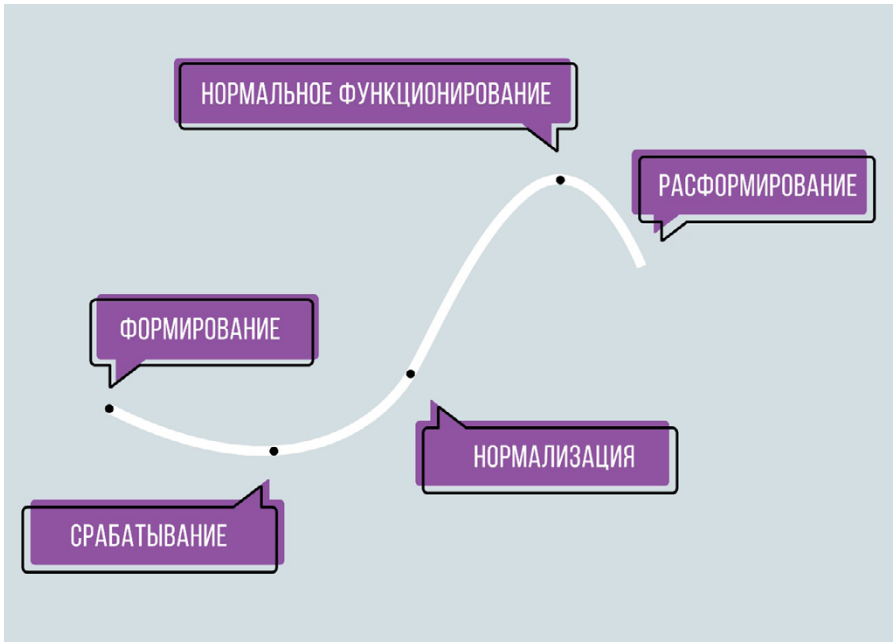 НОРМАЛЬНОЕ ФУНКЦИОНИРОВАНИЕ
РАСФОРМИРОВАНИЕ
ФОРМИРОВАНИЕ
НОРМАЛИЗАЦИЯ
СРАБАТЫВАНИЕ